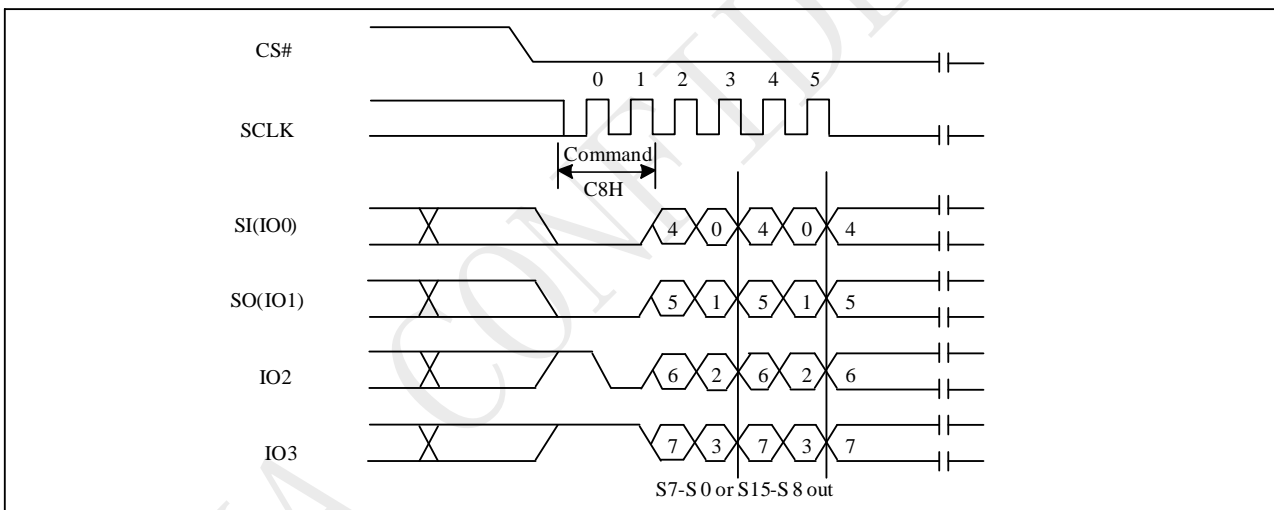 CS#
0 1 2 3 4 5
SCLK
Command
C8H
SI(IO0) 4 0 4 0 4
SO(IO1) 5 1 5 1 5
IO2 6 2 6 2 6
IO3 7 3 7 3 7
S7-S0 or S15-S8 out